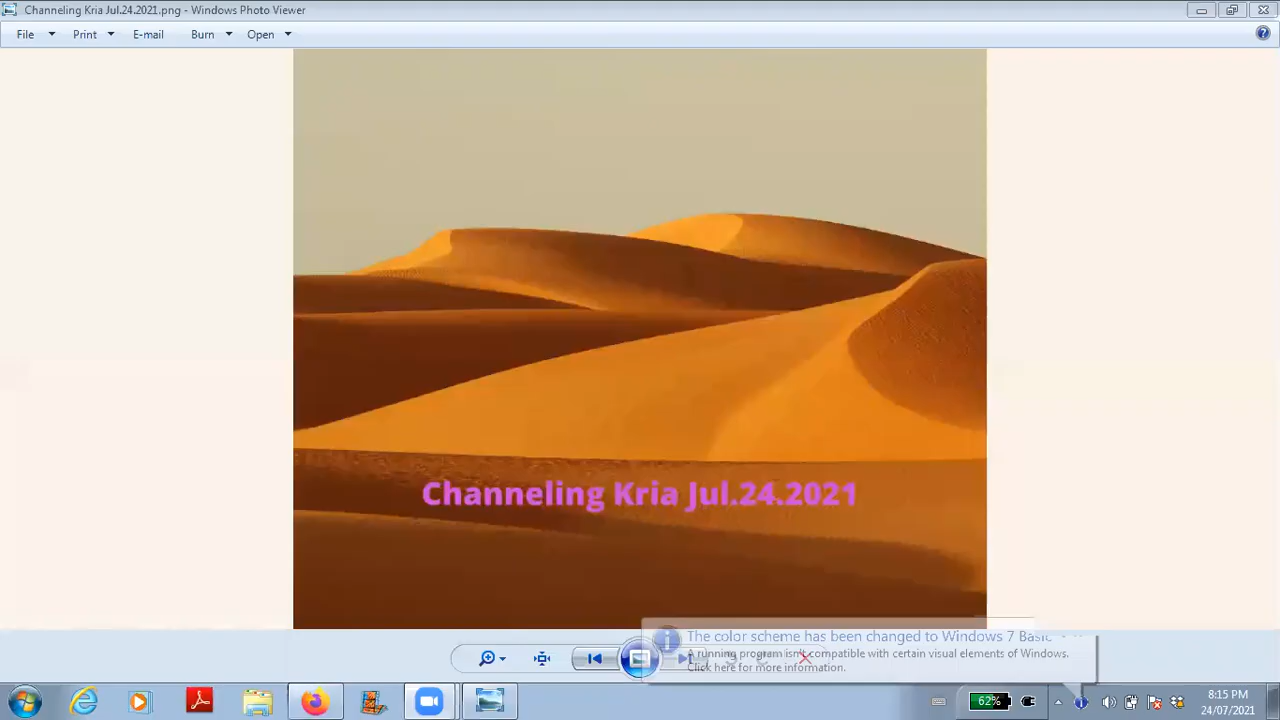 Channeling Kria Jul.24.2021.png - Windows Photo Viewer
File Print E-mail Burn Open
Channeling Kria Jul.24.2021
The color scheme has been changed to Windows 7 Basic
A running program isn't compatible with certain visual elements of Windows.
Click here for more information.
62%
8:15 PM
24/07/2021